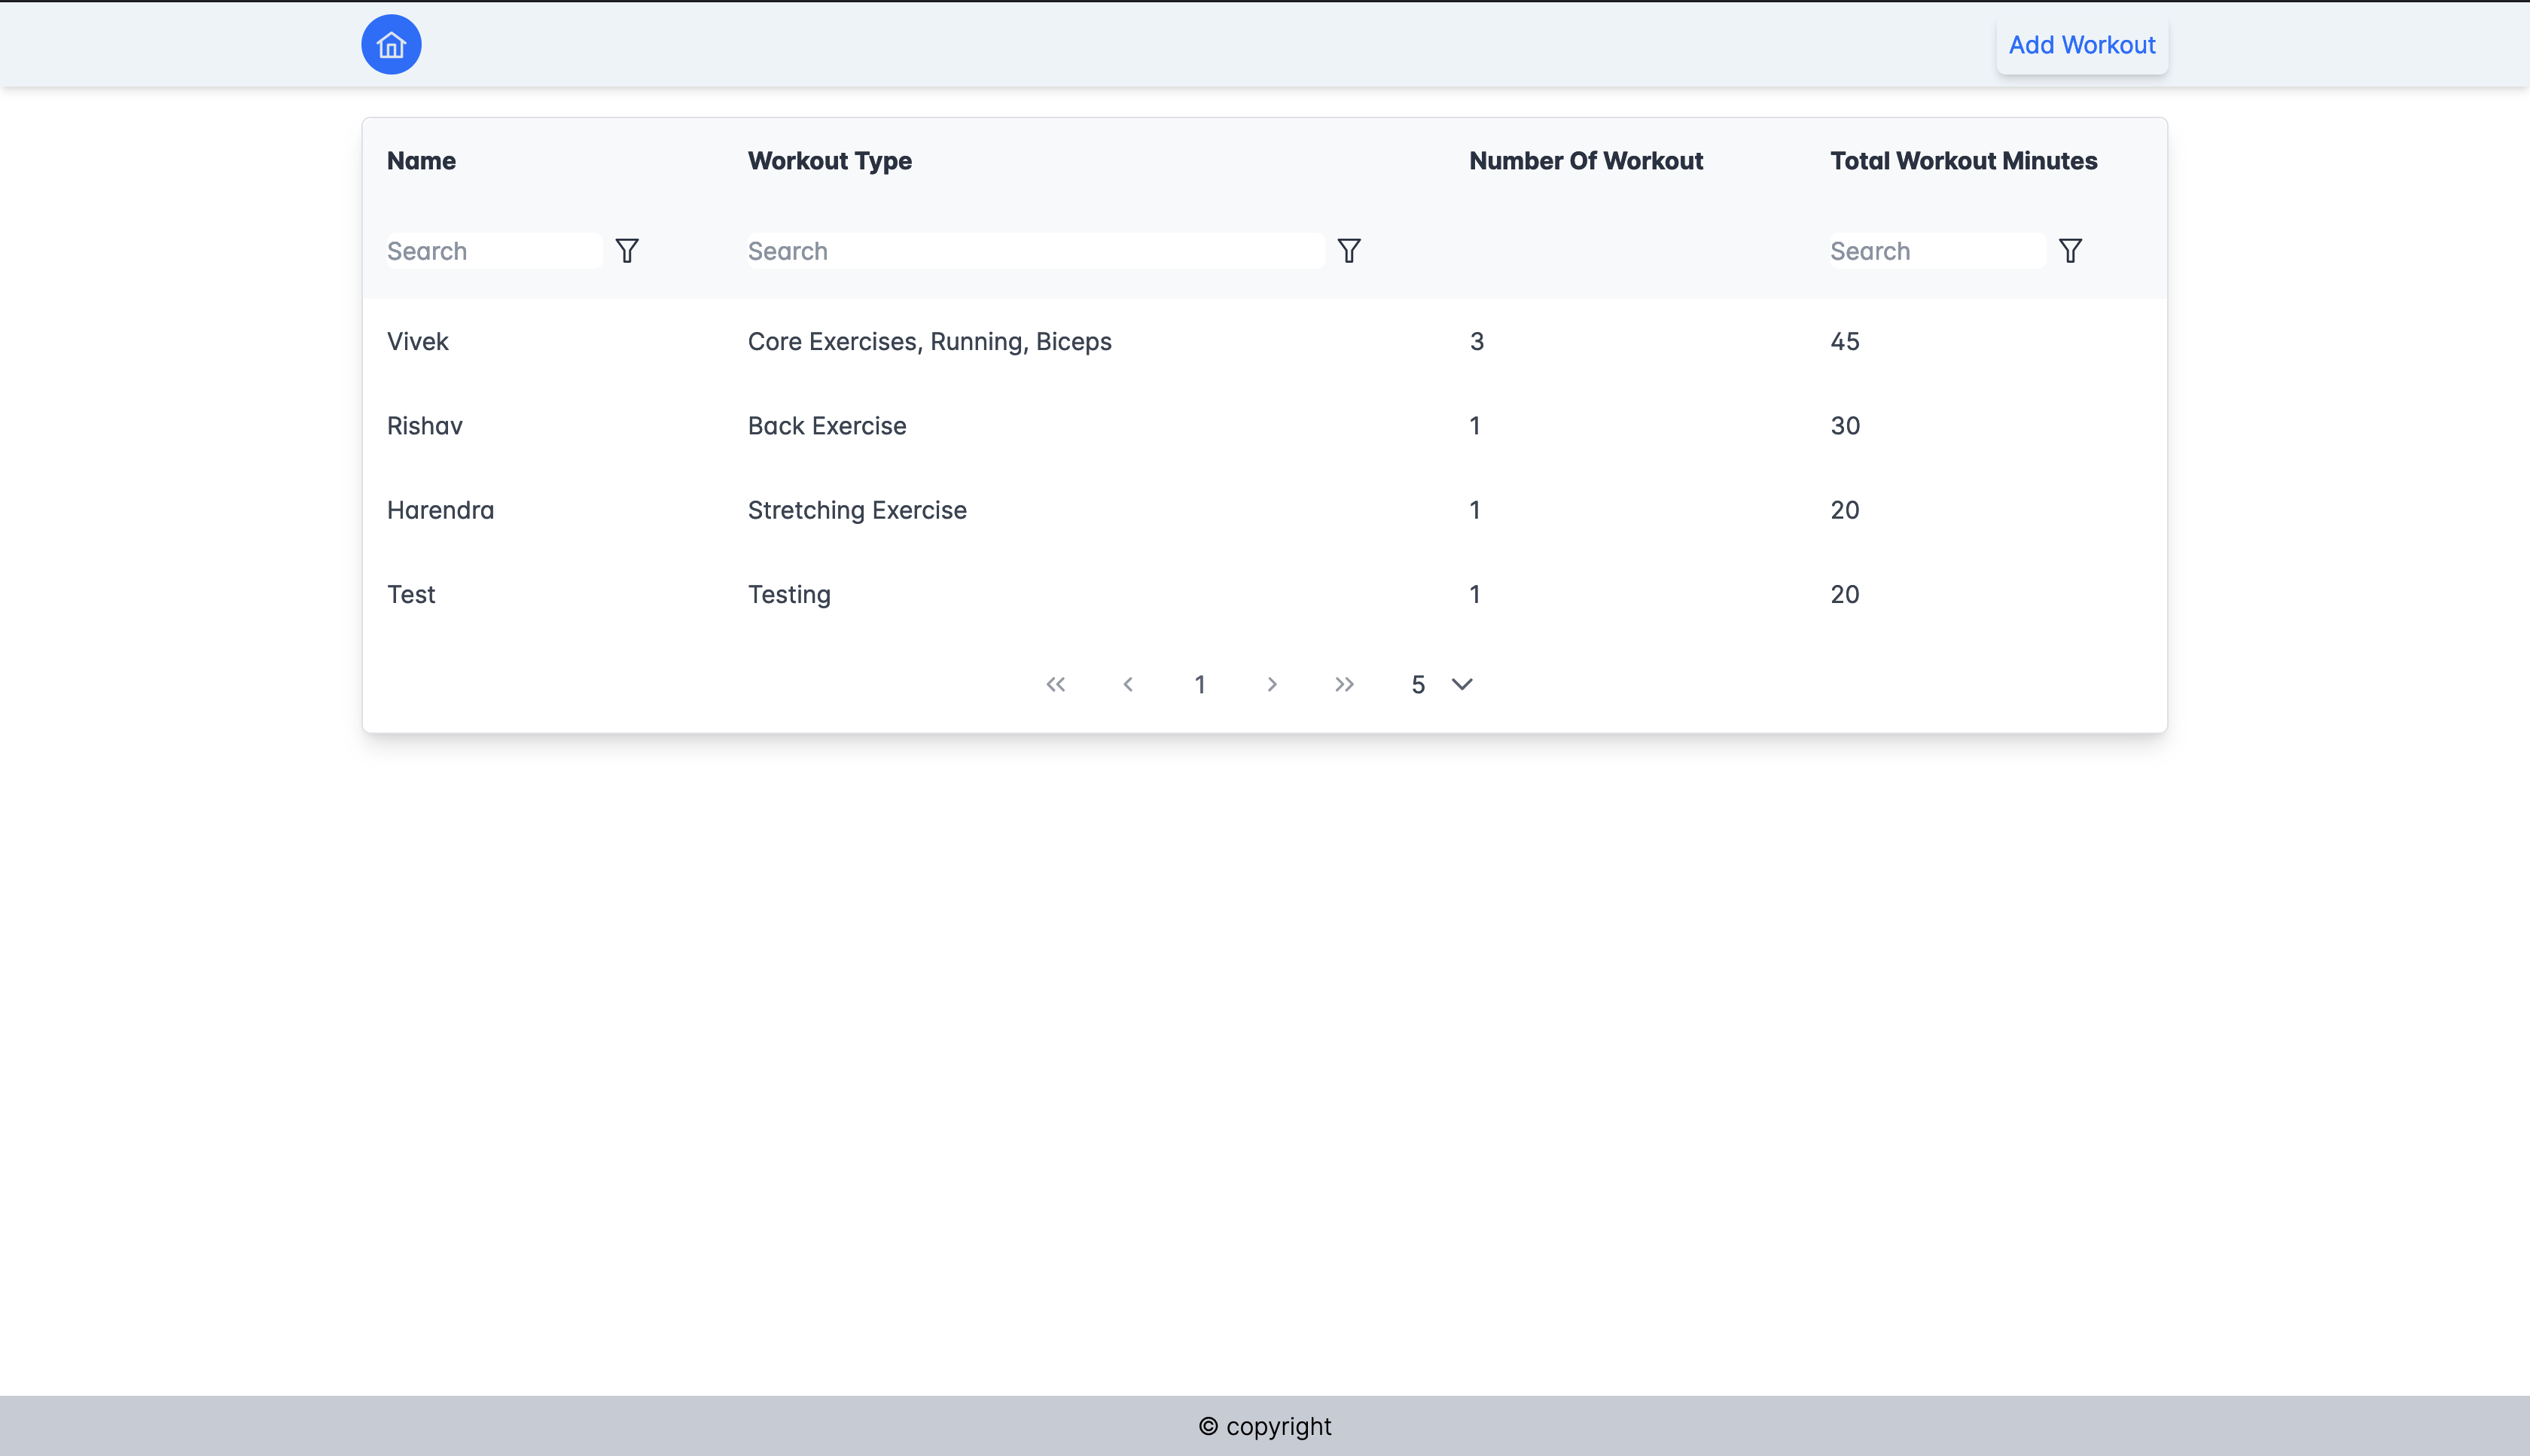 Add Workout
Name Workout Type Number Of Workout Total Workout Minutes
Search Search Search
Vivek Core Exercises, Running, Biceps 3 45
Rishav Back Exercise 1 30
Harendra Stretching Exercise 1 20
Test Testing 1 20
1 5
© copyright